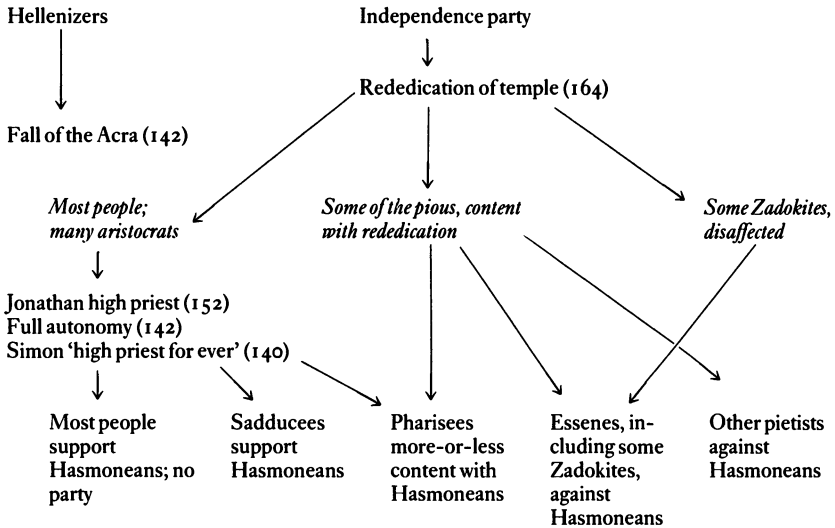 Hellenizers
Independence party
Rededication of temple (164)
Fall of the Acra (142)
Most people;
many aristocrats
Some of the pious, content
with rededication
Some Zadokites,
disaffected
Jonathan high priest (152)
Full autonomy (142)
Simon ‘high priest for ever’ (140)
Most people
support
Hasmoneans; no
party
Sadducees
support
Hasmoneans
Pharisees
more-or-less
content with
Hasmoneans
Essenes, in-
cluding some
Zadokites,
against
Hasmoneans
Other pietists
against
Hasmoneans